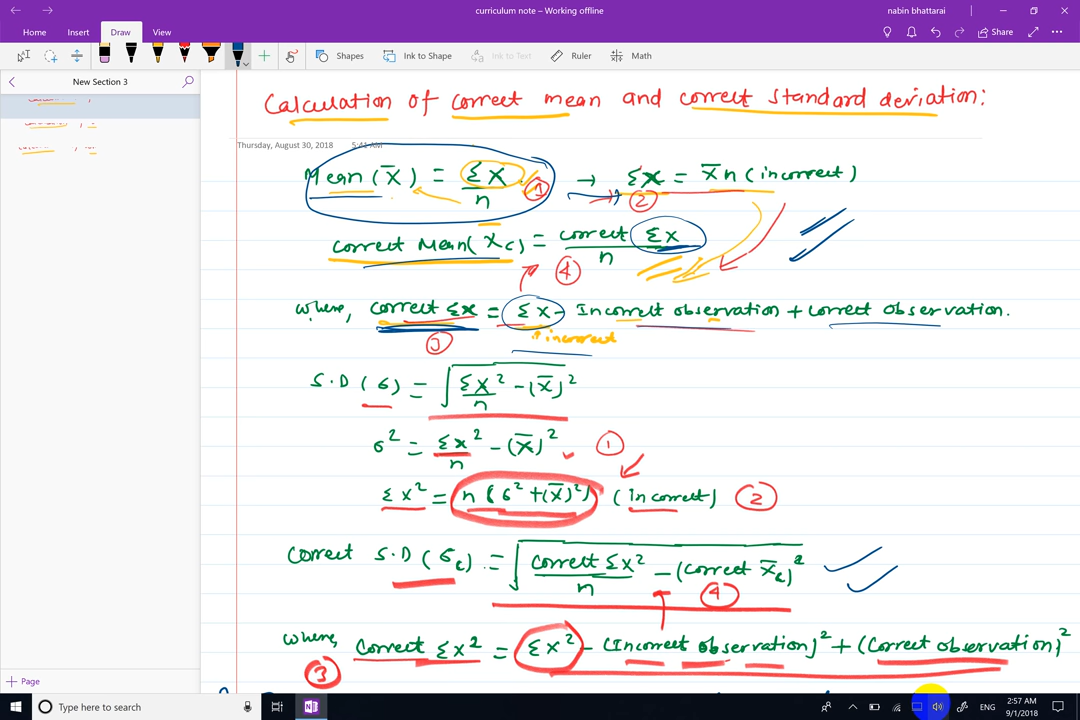 curriculum note – Working offline
nabin bhattarai
Home Insert Draw View
Share
Shapes Ink to Shape Ink to Text Ruler Math
New Section 3
Calculation of correct mean and correct standard deviation:
Thursday, August 30, 2018 5:41 AM
Mean (x̄) = Σx / n ① → Σx = x̄n (incorrect) ②
correct Mean (x̄c) = correct Σx / n ④
where, correct Σx = Σx - Incorrect observation + Correct observation.
③ incorrect
S.D (σ) = √(Σx²/n - (x̄)²)
σ² = Σx²/n - (x̄)² ①
Σx² = n (σ² + (x̄)²) (Incorrect) ②
Correct S.D (σc) = √(Correct Σx²/n - (correct x̄c)²) ④
where, Correct Σx² = Σx² - (Incorrect observation)² + (Correct observation)²
③
+ Page
Type here to search
ENG
2:57 AM
9/1/2018